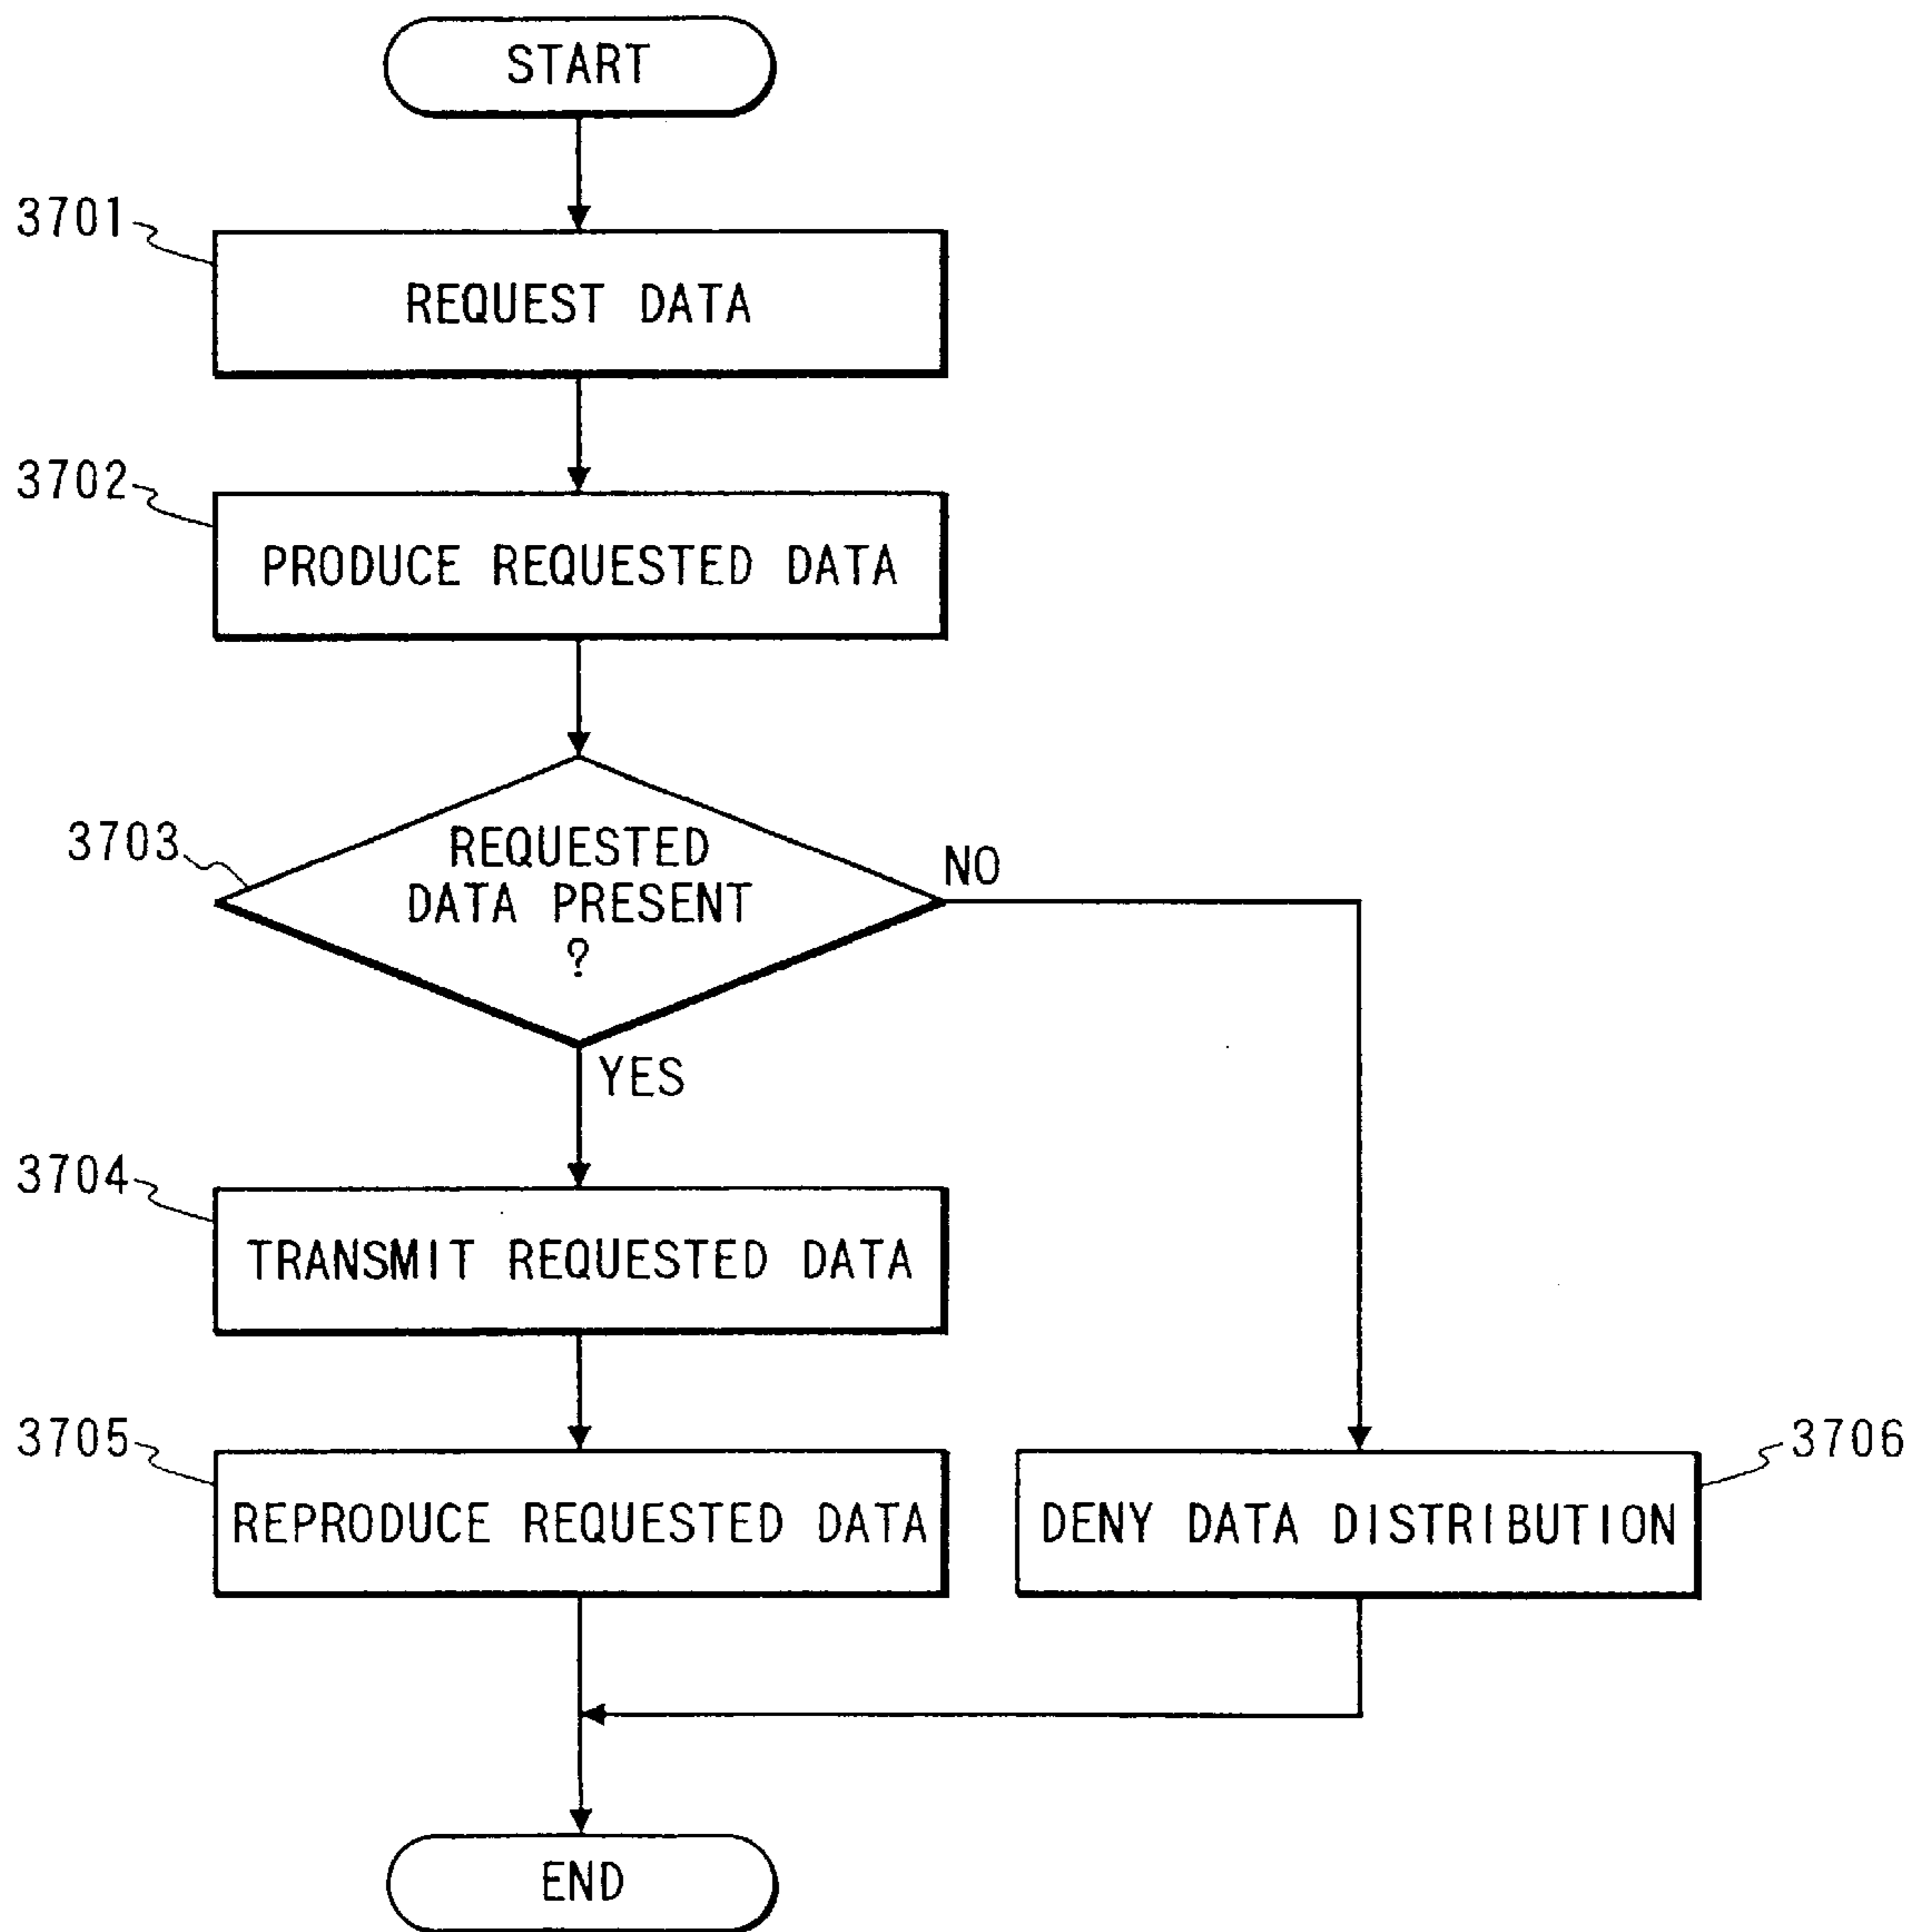 START
3701
REQUEST DATA
3702
PRODUCE REQUESTED DATA
3703
REQUESTED
DATA PRESENT
?
NO
YES
3704
TRANSMIT REQUESTED DATA
3705
REPRODUCE REQUESTED DATA
DENY DATA DISTRIBUTION
3706
END